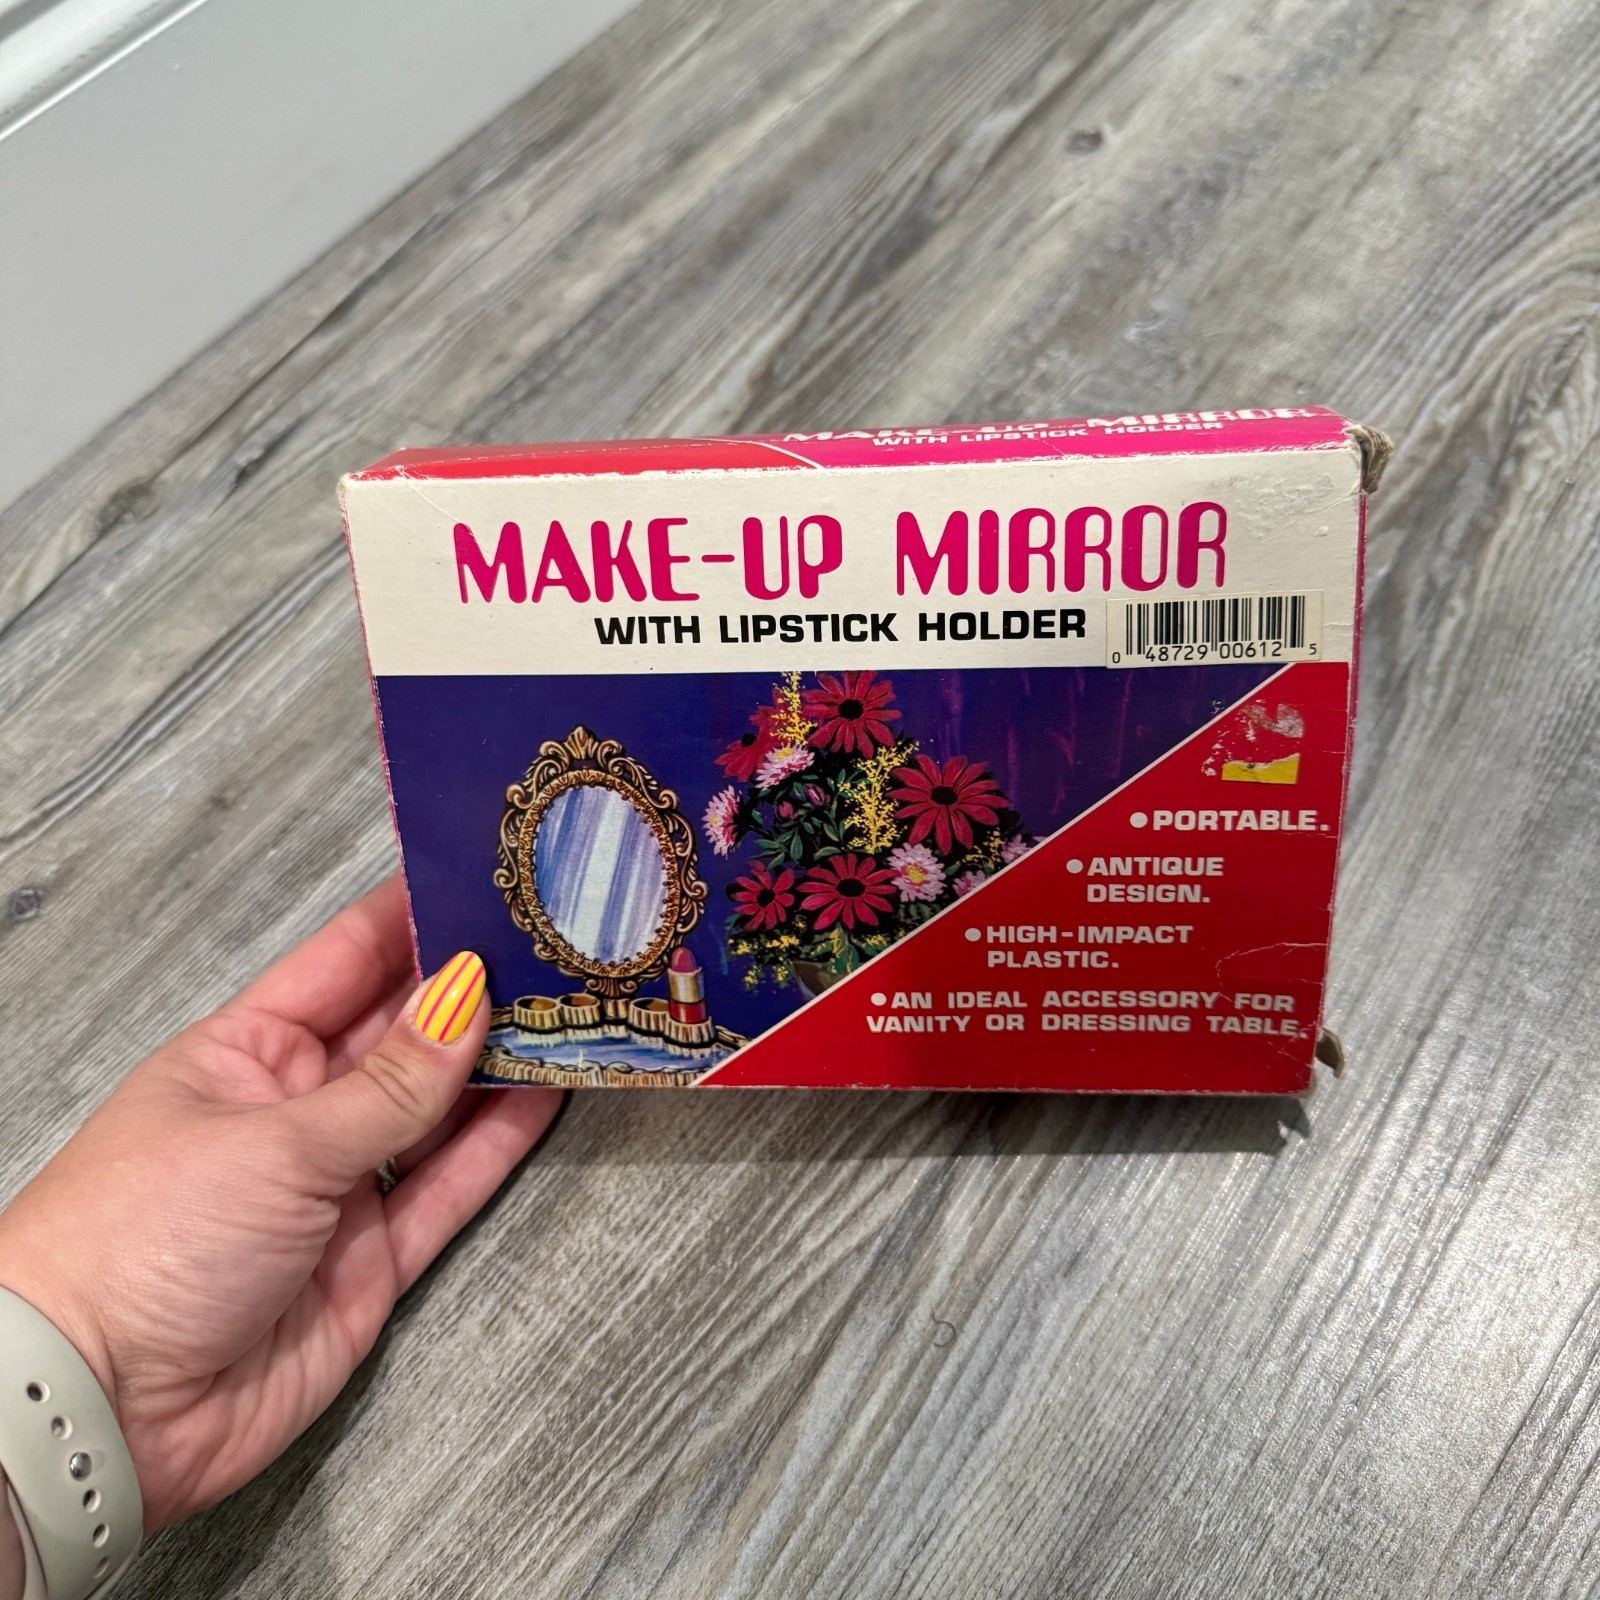 MAKE-UP MIRROR
WITH LIPSTICK HOLDER
MAKE-UP MIRROR
WITH LIPSTICK HOLDER
0 48729 00612 5
●PORTABLE.
●ANTIQUE
DESIGN.
●HIGH-IMPACT
PLASTIC.
●AN IDEAL ACCESSORY FOR
VANITY OR DRESSING TABLE.